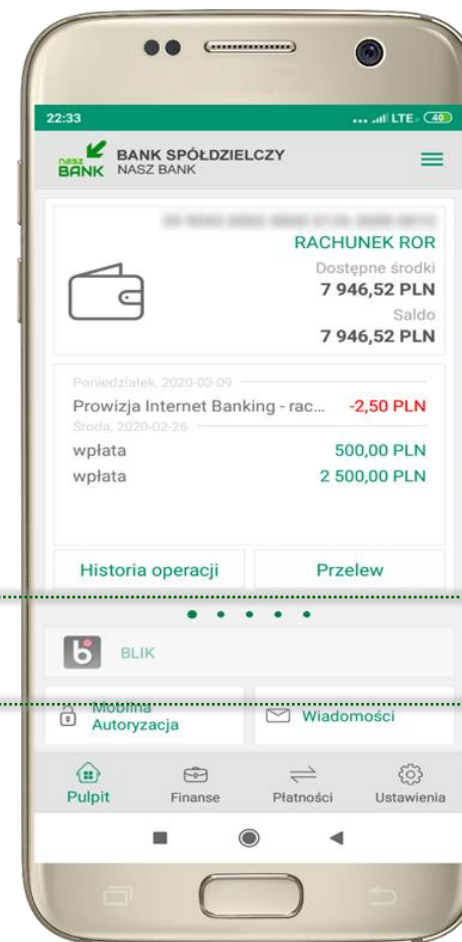 22:33
LTE 40
nasz
BANK
BANK SPÓŁDZIELCZY
NASZ BANK
RACHUNEK ROR
Dostępne środki
7 946,52 PLN
Saldo
7 946,52 PLN
Poniedziałek, 2020-03-09
Prowizja Internet Banking - rac... -2,50 PLN
Środa, 2020-02-26
wpłata 500,00 PLN
wpłata 2 500,00 PLN
Historia operacji Przelew
b BLIK
Mobilna
Autoryzacja
Wiadomości
Pulpit Finanse Płatności Ustawienia